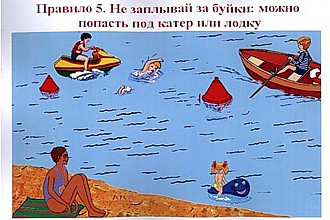 Правило 5. Не заплывай за буйки: можно
попасть под катер или лодку